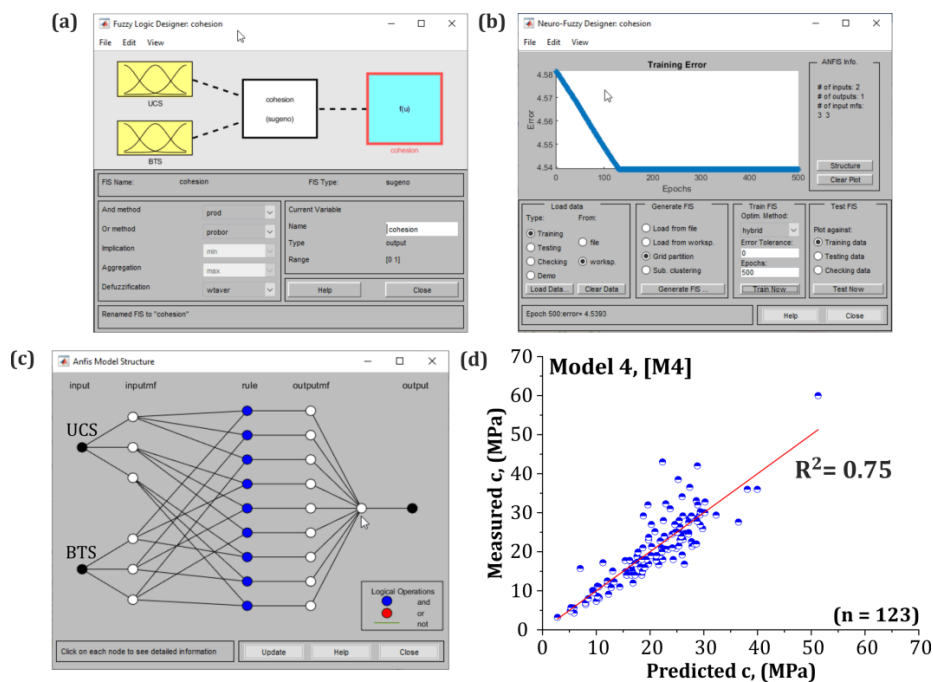 (a)
Fuzzy Logic Designer: cohesion
File Edit View
UCS
BTS
cohesion
(sugeno)
f(u)
cohesion
FIS Name: cohesion FIS Type: sugeno
And method prod
Or method probor
Implication min
Aggregation max
Defuzzification wtaver
Current Variable
Name cohesion
Type output
Range [0 1]
Help Close
Renamed FIS to "cohesion"
(b)
Neuro-Fuzzy Designer: cohesion
File Edit View
Training Error
4.58
4.57
4.56
4.55
4.54
Error
0 100 200 300 400 500
Epochs
ANFIS Info.
# of inputs: 2
# of outputs: 1
# of input mfs:
3 3
Structure
Clear Plot
Load data
Type: From:
Training
Testing
Checking
Demo
file
worksp.
Load Data... Clear Data
Generate FIS
Load from file
Load from worksp.
Grid partition
Sub. clustering
Generate FIS ...
Train FIS
Optim. Method:
hybrid
Error Tolerance:
0
Epochs:
500
Train Now
Test FIS
Plot against:
Training data
Testing data
Checking data
Test Now
Epoch 500:error= 4.5393
Help Close
(c)
Anfis Model Structure
input inputmf rule outputmf output
UCS
BTS
Logical Operations
and
or
not
Click on each node to see detailed information
Update Help Close
(d)
Model 4, [M4]
R²= 0.75
(n = 123)
Measured c, (MPa)
70
60
50
40
30
20
10
0
0 10 20 30 40 50 60 70
Predicted c, (MPa)